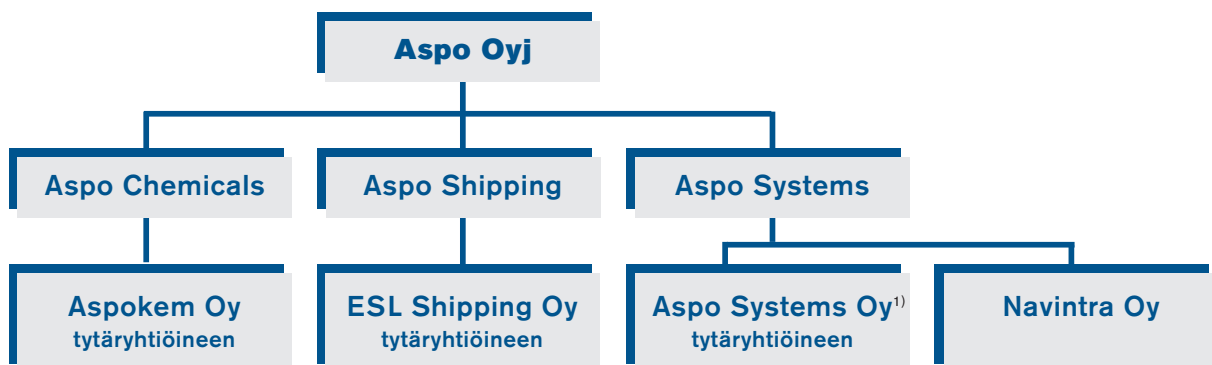 Aspo Oyj
Aspo Chemicals
Aspo Shipping
Aspo Systems
Aspokem Oy
tytäryhtiöineen
ESL Shipping Oy
tytäryhtiöineen
Aspo Systems Oy¹⁾
tytäryhtiöineen
Navintra Oy